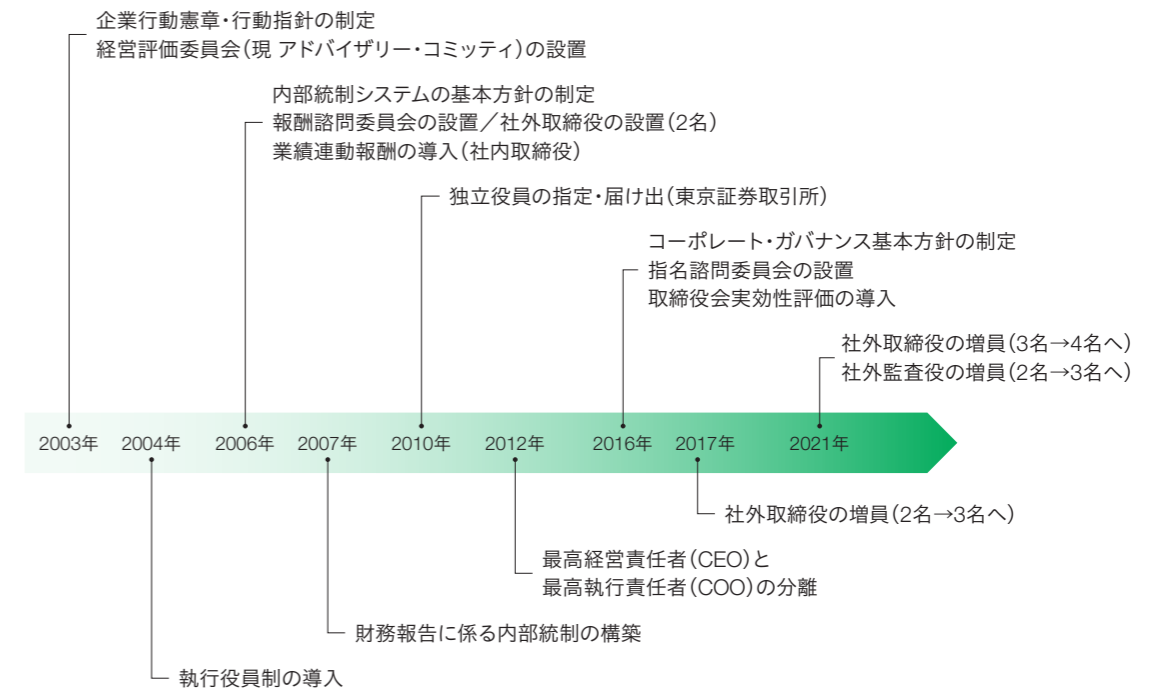 企業行動憲章・行動指針の制定
経営評価委員会（現 アドバイザリー・コミッティ）の設置
内部統制システムの基本方針の制定
報酬諮問委員会の設置／社外取締役の設置（2名）
業績連動報酬の導入（社内取締役）
独立役員の指定・届け出（東京証券取引所）
コーポレート・ガバナンス基本方針の制定
指名諮問委員会の設置
取締役会実効性評価の導入
社外取締役の増員（3名→4名へ）
社外監査役の増員（2名→3名へ）
2003年 2004年 2006年 2007年 2010年 2012年 2016年 2017年 2021年
社外取締役の増員（2名→3名へ）
最高経営責任者（CEO）と
最高執行責任者（COO）の分離
財務報告に係る内部統制の構築
執行役員制の導入